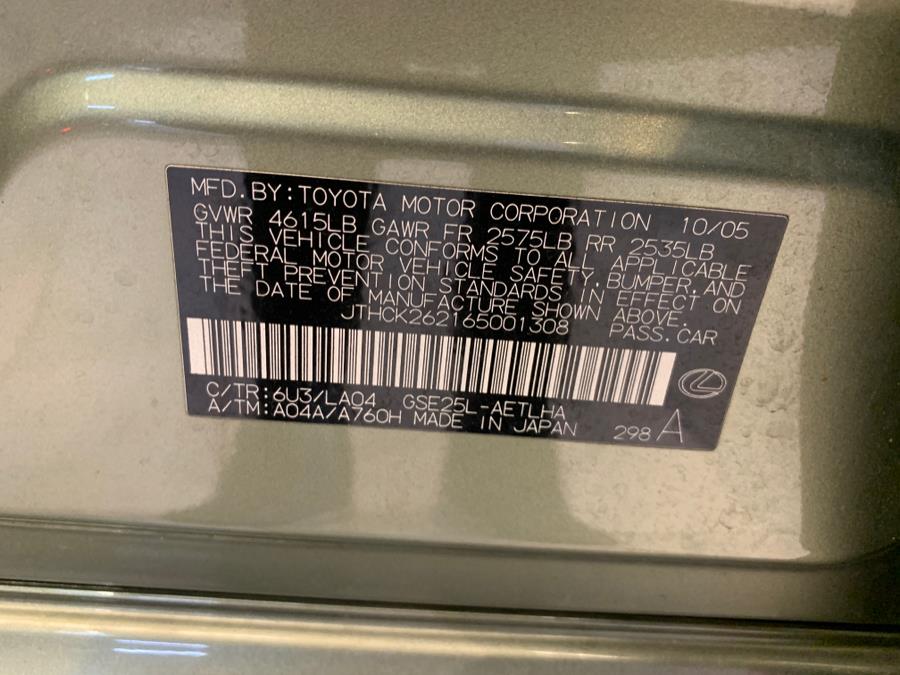 MFD. BY: TOYOTA MOTOR CORPORATION 10/05
GVWR 4615LB GAWR FR 2575LB RR 2535LB
THIS VEHICLE CONFORMS TO ALL APPLICABLE
FEDERAL MOTOR VEHICLE SAFETY, BUMPER, AND
THEFT PREVENTION STANDARDS IN EFFECT ON
THE DATE OF MANUFACTURE SHOWN ABOVE.
JTHCK262165001308 PASS. CAR
C/TR: 6U3/LA04 GSE25L-AETLHA
A/TM: A04A/A760H MADE IN JAPAN 298 A